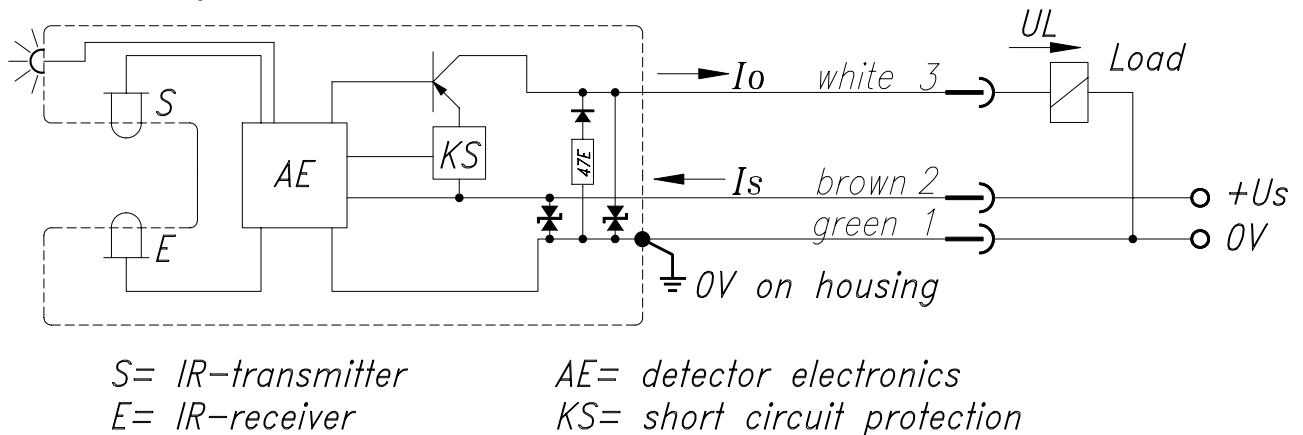 UL
Load
Io
white 3
S
KS
47E
AE
Is
brown 2
+Us
green 1
0V
E
0V on housing
S= IR-transmitter
AE= detector electronics
E= IR-receiver
KS= short circuit protection